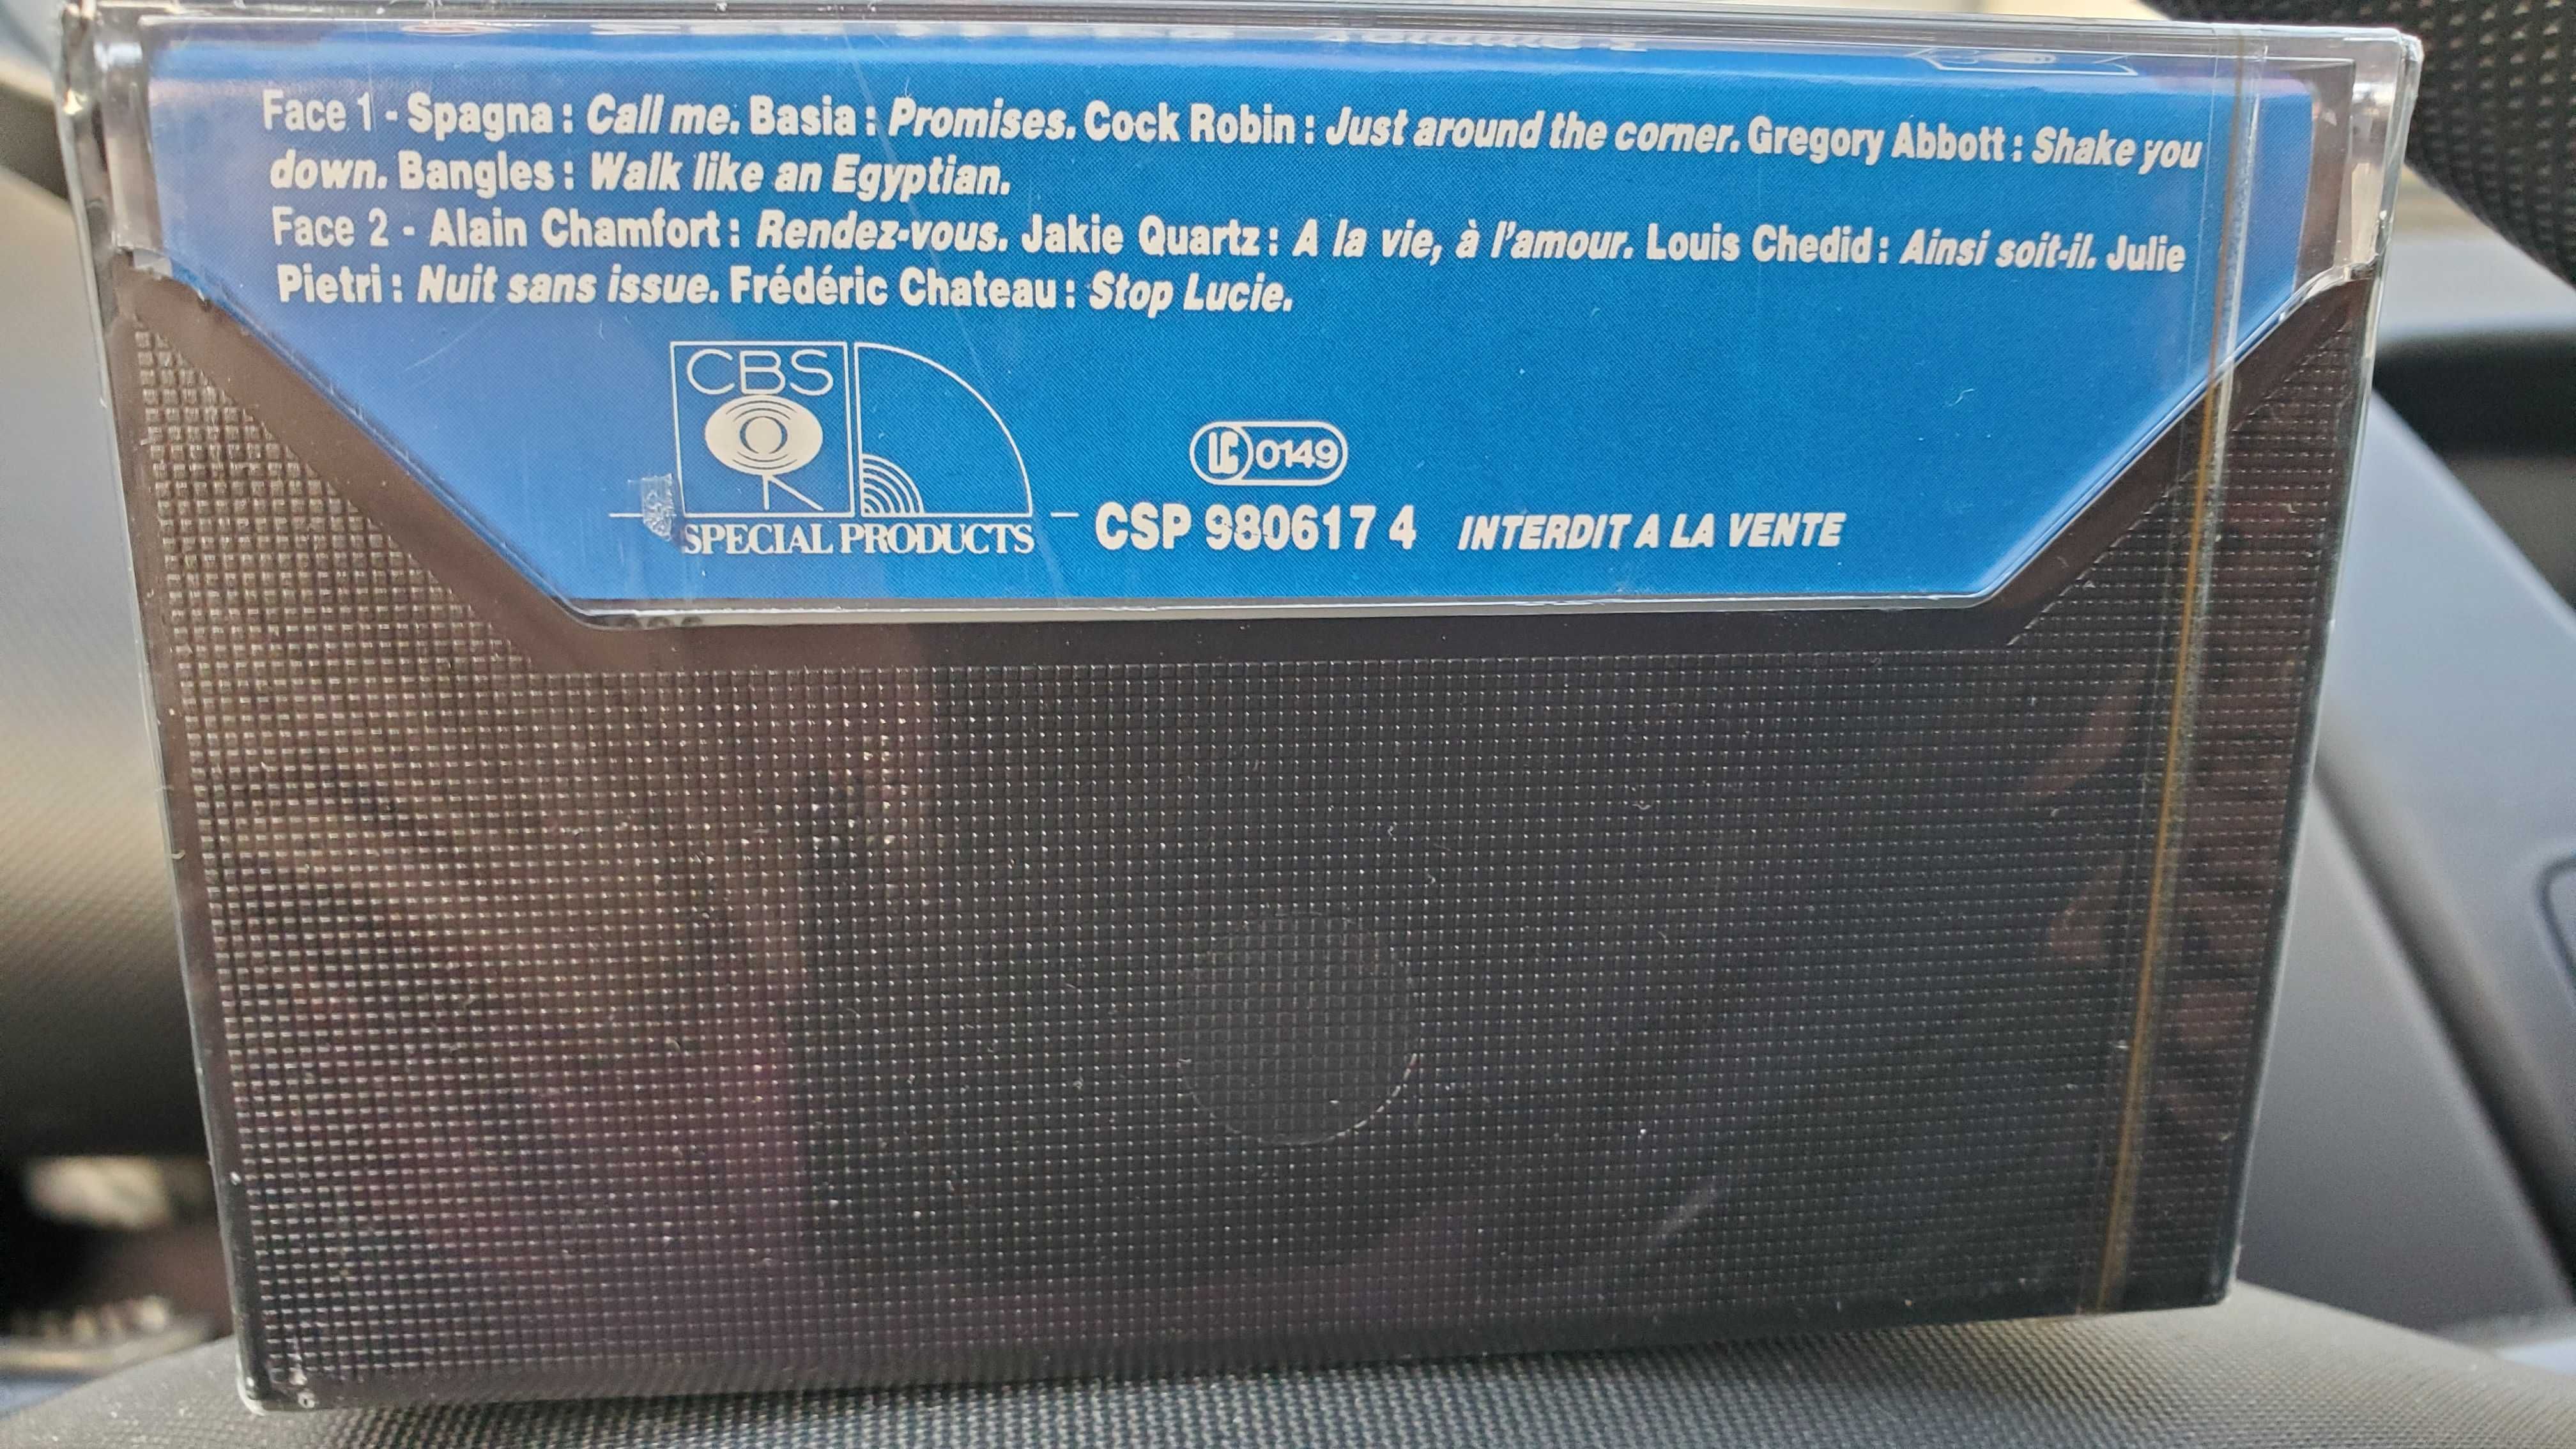 Face 1 - Spagna : Call me. Basia : Promises. Cock Robin : Just around the corner. Gregory Abbott : Shake you
down. Bangles : Walk like an Egyptian.
Face 2 - Alain Chamfort : Rendez-vous. Jakie Quartz : A la vie, à l'amour. Louis Chedid : Ainsi soit-il. Julie
Pietri : Nuit sans issue. Frédéric Chateau : Stop Lucie.
CBS
LC 0149
SPECIAL PRODUCTS - CSP 980617 4 INTERDIT A LA VENTE